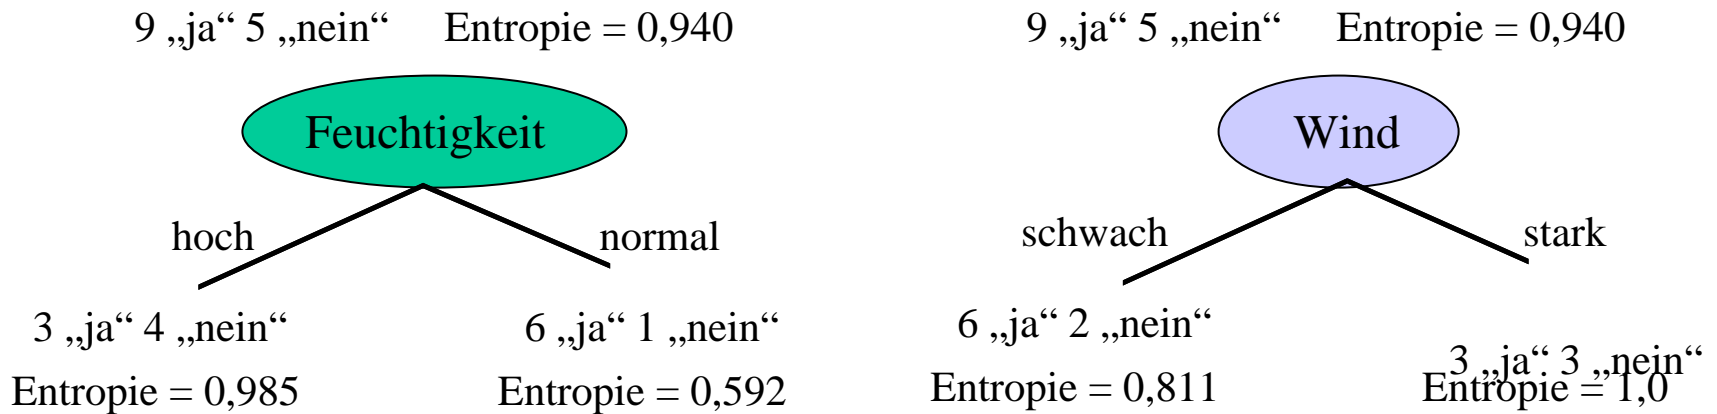 9 „ja“ 5 „nein“ Entropie = 0,940
Feuchtigkeit
hoch
normal
3 „ja“ 4 „nein“
Entropie = 0,985
6 „ja“ 1 „nein“
Entropie = 0,592
9 „ja“ 5 „nein“ Entropie = 0,940
Wind
schwach
stark
6 „ja“ 2 „nein“
Entropie = 0,811
3 „ja“ 3 „nein“
Entropie = 1,0